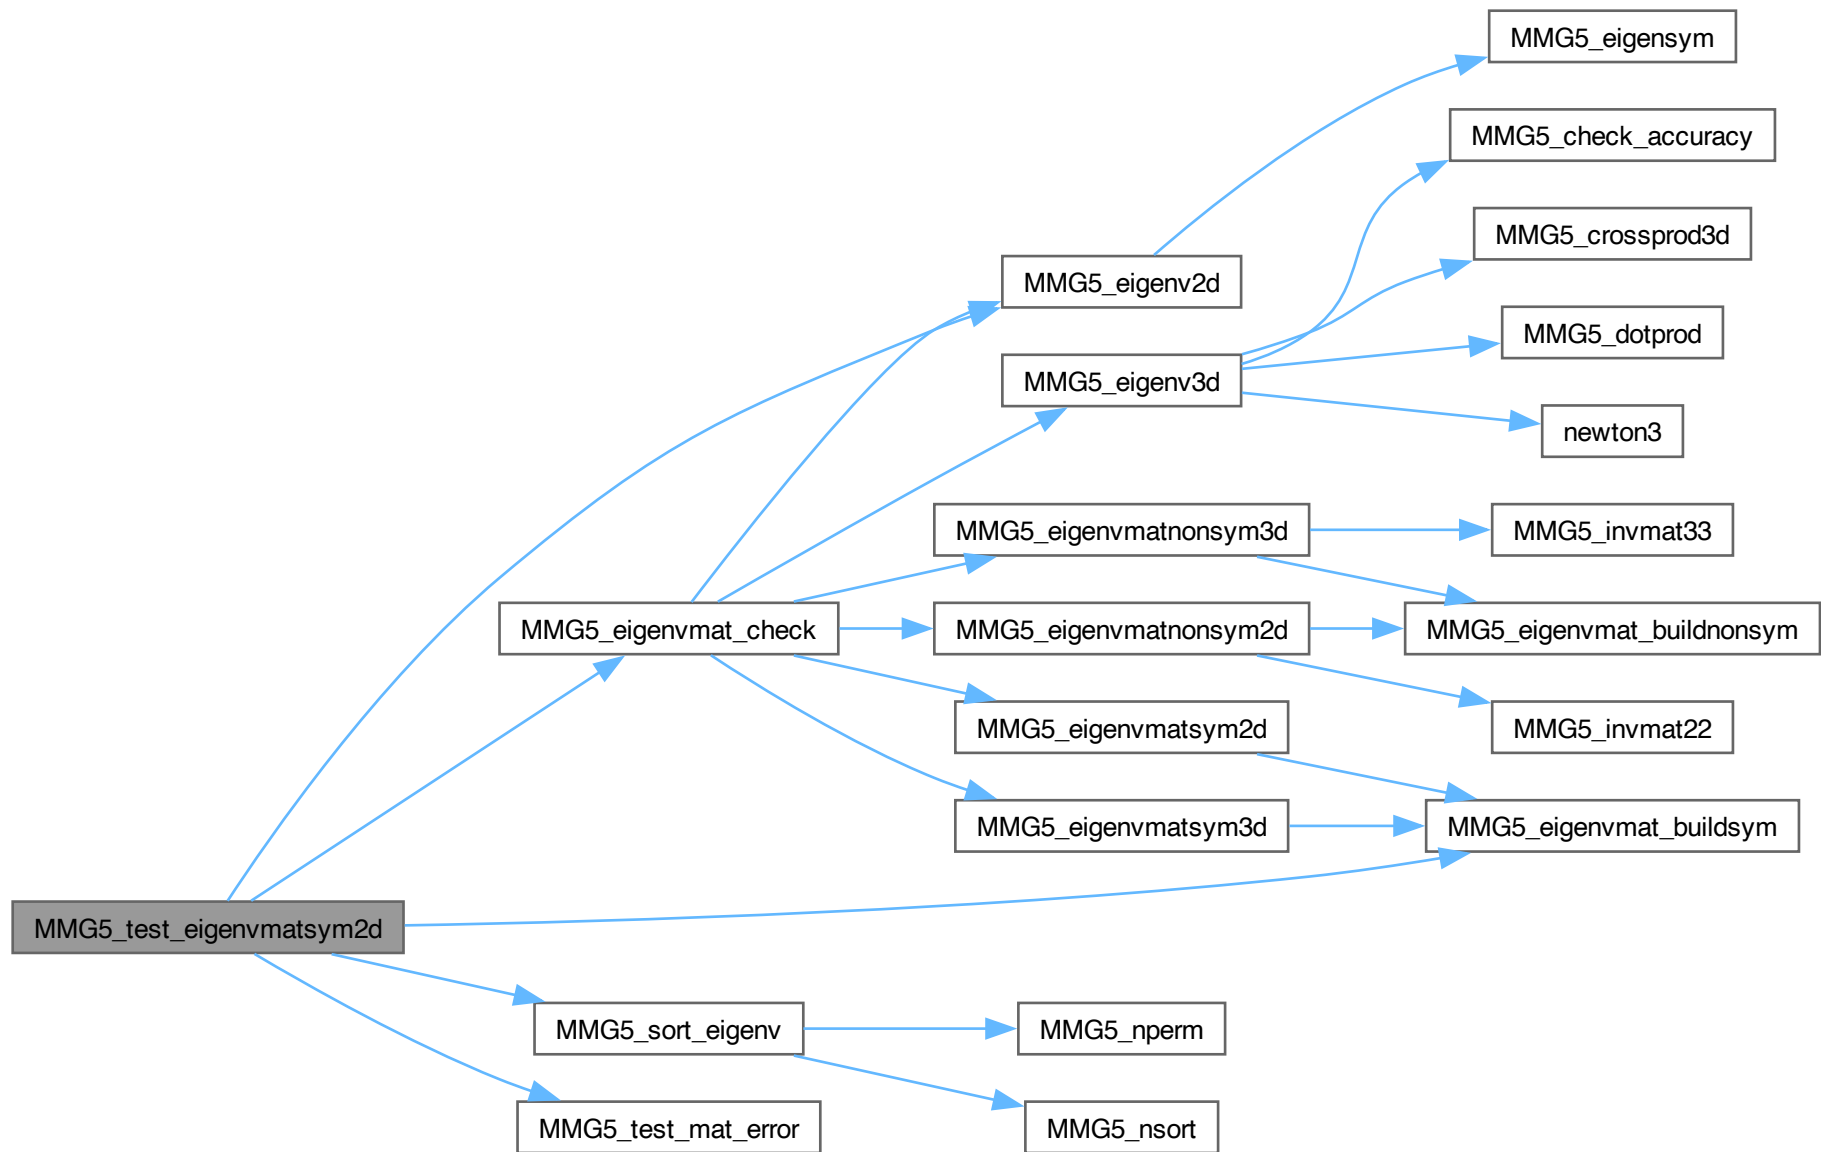 MMG5_eigensym
MMG5_check_accuracy
MMG5_crossprod3d
MMG5_eigenv2d
MMG5_dotprod
MMG5_eigenv3d
newton3
MMG5_eigenvmatnonsym3d
MMG5_invmat33
MMG5_eigenvmat_check
MMG5_eigenvmatnonsym2d
MMG5_eigenvmat_buildnonsym
MMG5_eigenvmatsym2d
MMG5_invmat22
MMG5_eigenvmatsym3d
MMG5_eigenvmat_buildsym
MMG5_test_eigenvmatsym2d
MMG5_sort_eigenv
MMG5_nperm
MMG5_test_mat_error
MMG5_nsort